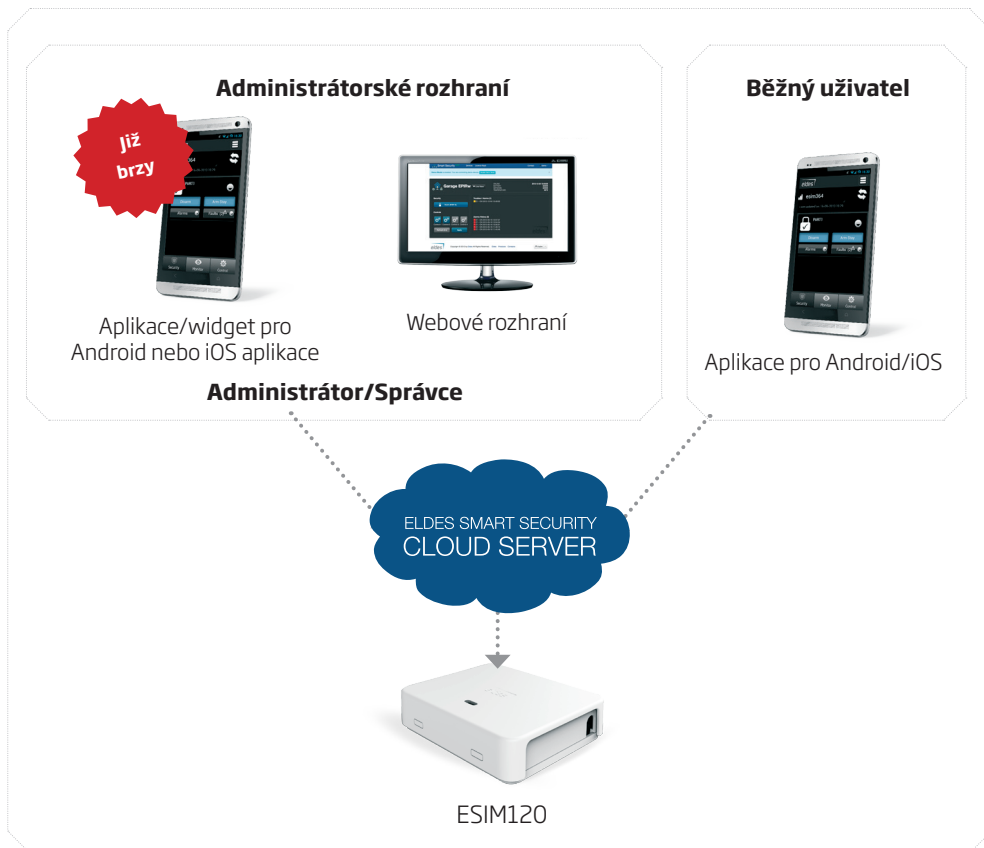 Administrátorské rozhraní
Již
brzy
Aplikace/widget pro
Android nebo iOS aplikace
Webové rozhraní
Administrátor/Správce
Běžný uživatel
eldes
esim364
Security
Aplikace pro Android/iOS
ELDES SMART SECURITY
CLOUD SERVER
ESIM120